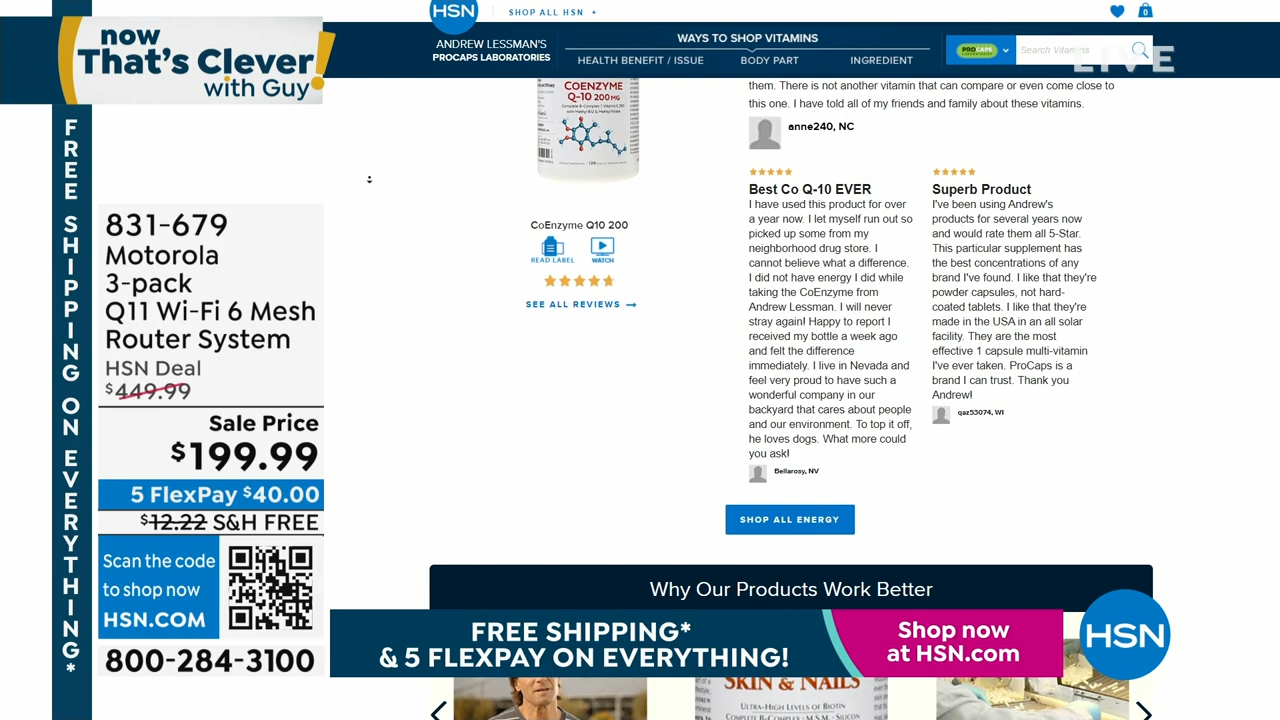 now
That's Clever!
with Guy
FREE SHIPPING ON EVERYTHING!*
831-679
Motorola
3-pack
Q11 Wi-Fi 6 Mesh
Router System
HSN Deal
$449.99
Sale Price
$199.99
5 FlexPay $40.00
$12.22 S&H FREE
Scan the code
to shop now
HSN.COM
800-284-3100
HSN
SHOP ALL HSN +
0
ANDREW LESSMAN'S
PROCAPS LABORATORIES
WAYS TO SHOP VITAMINS
HEALTH BENEFIT / ISSUE
BODY PART
INGREDIENT
PROCAPS
Search Vitamins
LIVE
COENZYME
Q-10 200 MG
CoEnzyme Q10 200
READ LABEL
WATCH
SEE ALL REVIEWS
them. There is not another vitamin that can compare or even come close to
this one. I have told all of my friends and family about these vitamins.
anne240, NC
Best Co Q-10 EVER
I have used this product for over
a year now. I let myself run out so
picked up some from my
neighborhood drug store. I
cannot believe what a difference.
I did not have energy I did while
taking the CoEnzyme from
Andrew Lessman. I will never
stray again! Happy to report I
received my bottle a week ago
and felt the difference
immediately. I live in Nevada and
feel very proud to have such a
wonderful company in our
backyard that cares about people
and our environment. To top it off,
he loves dogs. What more could
you ask!
Bellarosy, NV
Superb Product
I've been using Andrew's
products for several years now
and would rate them all 5-Star.
This particular supplement has
the best concentrations of any
brand I've found. I like that they're
powder capsules, not hard-
coated tablets. I like that they're
made in the USA in an all solar
facility. They are the most
effective 1 capsule multi-vitamin
I've ever taken. ProCaps is a
brand I can trust. Thank you
Andrew!
qaz53074, WI
SHOP ALL ENERGY
Why Our Products Work Better
FREE SHIPPING*
& 5 FLEXPAY ON EVERYTHING!
Shop now
at HSN.com
HSN
SKIN & NAILS
ULTRA-HIGH LEVELS OF BIOTIN
COMPLETE B-COMPLEX • M.S.M. • SILICON